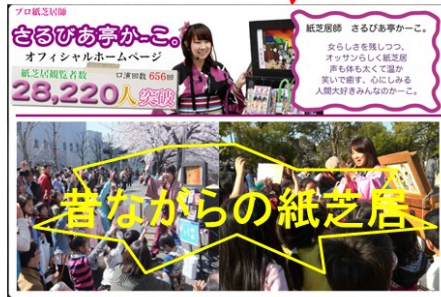 プロ紙芝居師
さるびあ亭かーこ。
オフィシャルホームページ
紙芝居観覧者数
口演回数656回
28,220人突破
紙芝居師 さるびあ亭かーこ。
女らしさを残しつつ、
オッサンらしく紙芝居
声も体も太くて温か
笑いで癒す、心にしみる
人間大好きみんなのかーこ。
昔ながらの紙芝居